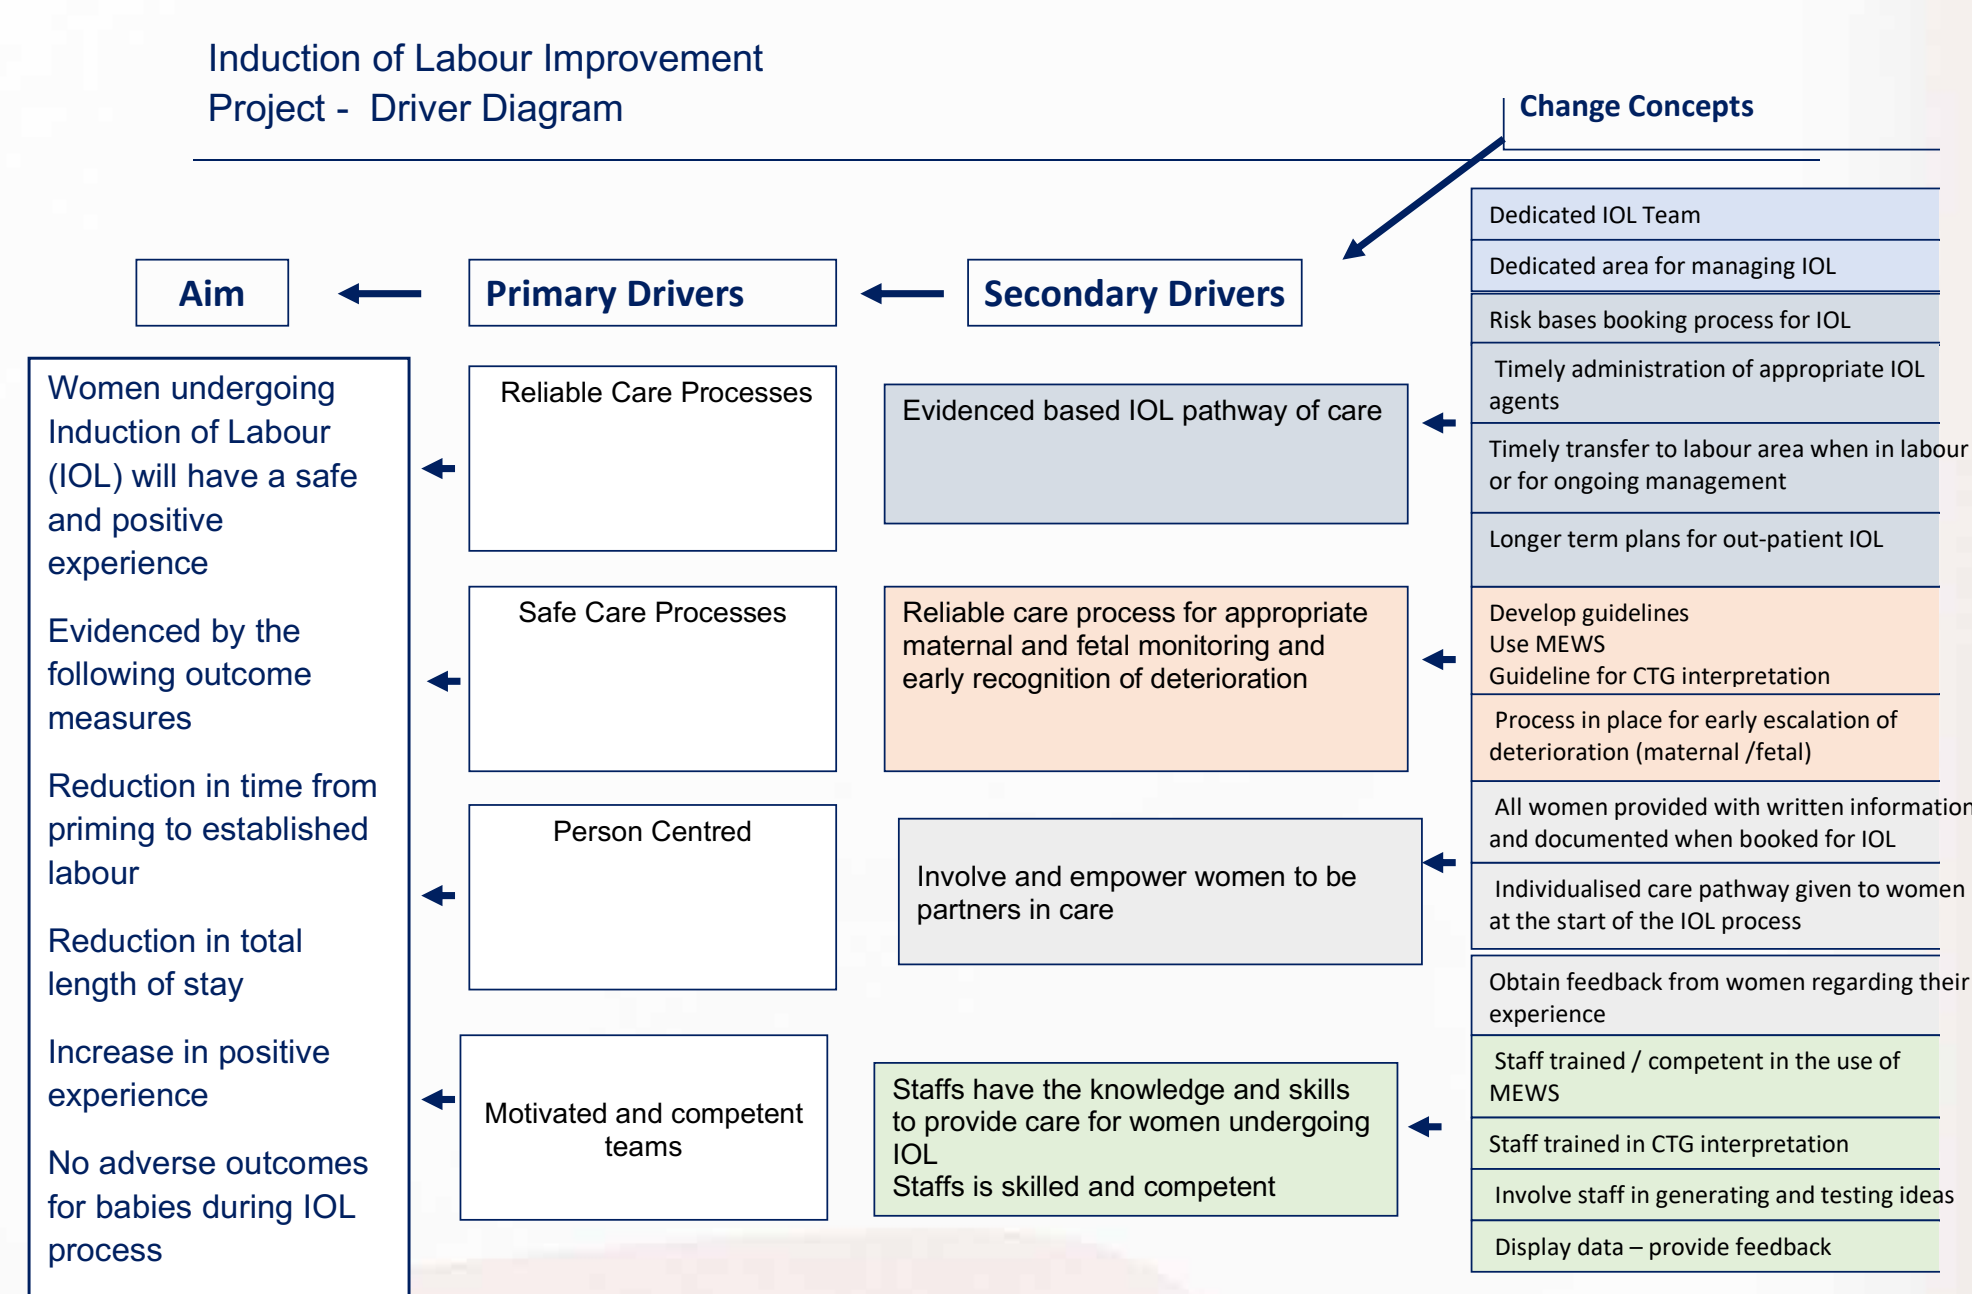 Induction of Labour Improvement
Project - Driver Diagram
Change Concepts
Aim
Primary Drivers
Secondary Drivers
Women undergoing
Induction of Labour
(IOL) will have a safe
and positive
experience
Evidenced by the
following outcome
measures
Reduction in time from
priming to established
labour
Reduction in total
length of stay
Increase in positive
experience
No adverse outcomes
for babies during IOL
process
Reliable Care Processes
Safe Care Processes
Person Centred
Motivated and competent
teams
Evidenced based IOL pathway of care
Reliable care process for appropriate
maternal and fetal monitoring and
early recognition of deterioration
Involve and empower women to be
partners in care
Staffs have the knowledge and skills
to provide care for women undergoing
IOL
Staffs is skilled and competent
Dedicated IOL Team
Dedicated area for managing IOL
Risk bases booking process for IOL
Timely administration of appropriate IOL
agents
Timely transfer to labour area when in labour
or for ongoing management
Longer term plans for out-patient IOL
Develop guidelines
Use MEWS
Guideline for CTG interpretation
Process in place for early escalation of
deterioration (maternal /fetal)
All women provided with written information
and documented when booked for IOL
Individualised care pathway given to women
at the start of the IOL process
Obtain feedback from women regarding their
experience
Staff trained / competent in the use of
MEWS
Staff trained in CTG interpretation
Involve staff in generating and testing ideas
Display data – provide feedback